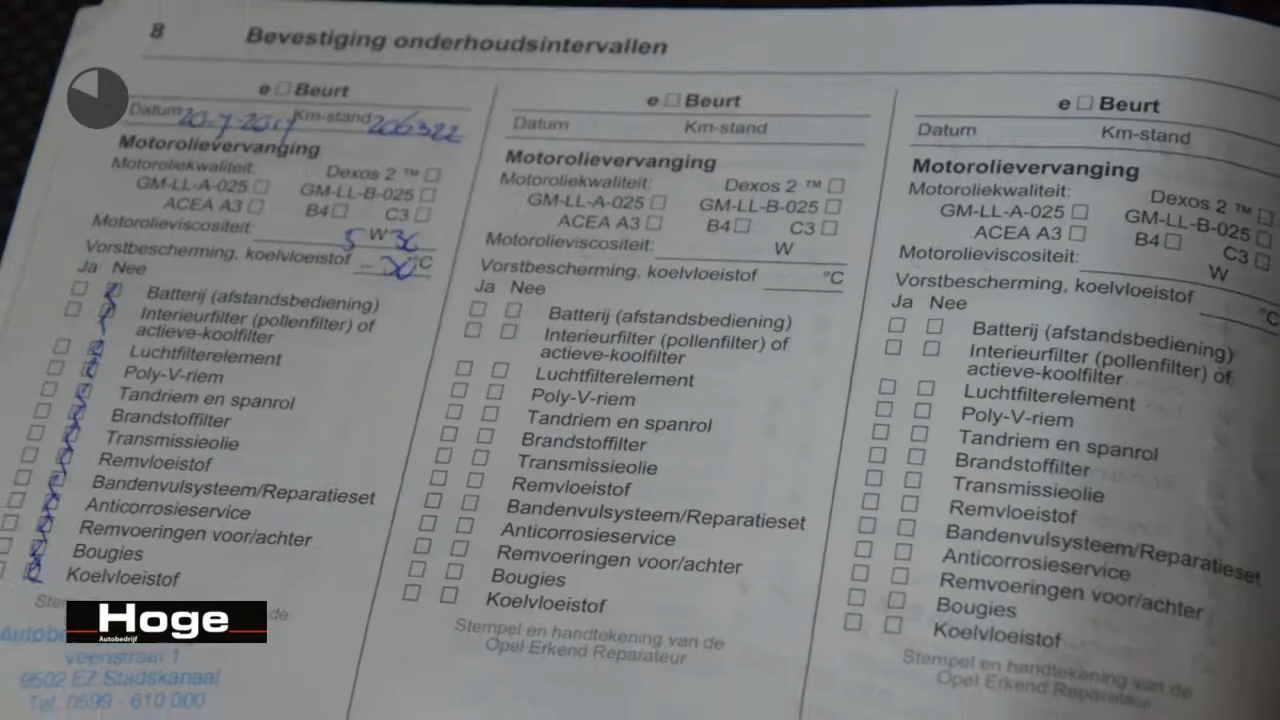 8 Bevestiging onderhoudsintervallen
e □ Beurt
Datum 20-7-2017 Km-stand 206322
Motorolievervanging
Motoroliekwaliteit: Dexos 2 ™ □
GM-LL-A-025 □ GM-LL-B-025 □
ACEA A3 □ B4 □ C3 □
Motorolieviscositeit: 5 W 30
Vorstbescherming, koelvloeistof °C
Ja Nee
Batterij (afstandsbediening)
Interieurfilter (pollenfilter) of
actieve-koolfilter
Luchtfilterelement
Poly-V-riem
Tandriem en spanrol
Brandstoffilter
Transmissieolie
Remvloeistof
Bandenvulsysteem/Reparatieset
Anticorrosieservice
Remvoeringen voor/achter
Bougies
Koelvloeistof
Hoge
Autobedrijf
Veenstraat 1
9502 EZ Stadskanaal
Tel. 0599 - 610 000
e □ Beurt
Datum Km-stand
Motorolievervanging
Motoroliekwaliteit: Dexos 2 ™ □
GM-LL-A-025 □ GM-LL-B-025 □
ACEA A3 □ B4 □ C3 □
Motorolieviscositeit: W
Vorstbescherming, koelvloeistof °C
Ja Nee
□ □ Batterij (afstandsbediening)
□ □ Interieurfilter (pollenfilter) of
actieve-koolfilter
□ □ Luchtfilterelement
□ □ Poly-V-riem
□ □ Tandriem en spanrol
□ □ Brandstoffilter
□ □ Transmissieolie
□ □ Remvloeistof
□ □ Bandenvulsysteem/Reparatieset
□ □ Anticorrosieservice
□ □ Remvoeringen voor/achter
□ □ Bougies
□ □ Koelvloeistof
Stempel en handtekening van de
Opel Erkend Reparateur
e □ Beurt
Datum Km-stand
Motorolievervanging
Motoroliekwaliteit: Dexos 2 ™ □
GM-LL-A-025 □ GM-LL-B-025 □
ACEA A3 □ B4 □ C3 □
Motorolieviscositeit: W
Vorstbescherming, koelvloeistof °C
Ja Nee
□ □ Batterij (afstandsbediening)
□ □ Interieurfilter (pollenfilter) of
actieve-koolfilter
□ □ Luchtfilterelement
□ □ Poly-V-riem
□ □ Tandriem en spanrol
□ □ Brandstoffilter
□ □ Transmissieolie
□ □ Remvloeistof
□ □ Bandenvulsysteem/Reparatieset
□ □ Anticorrosieservice
□ □ Remvoeringen voor/achter
□ □ Bougies
□ □ Koelvloeistof
Stempel en handtekening van de
Opel Erkend Reparateur